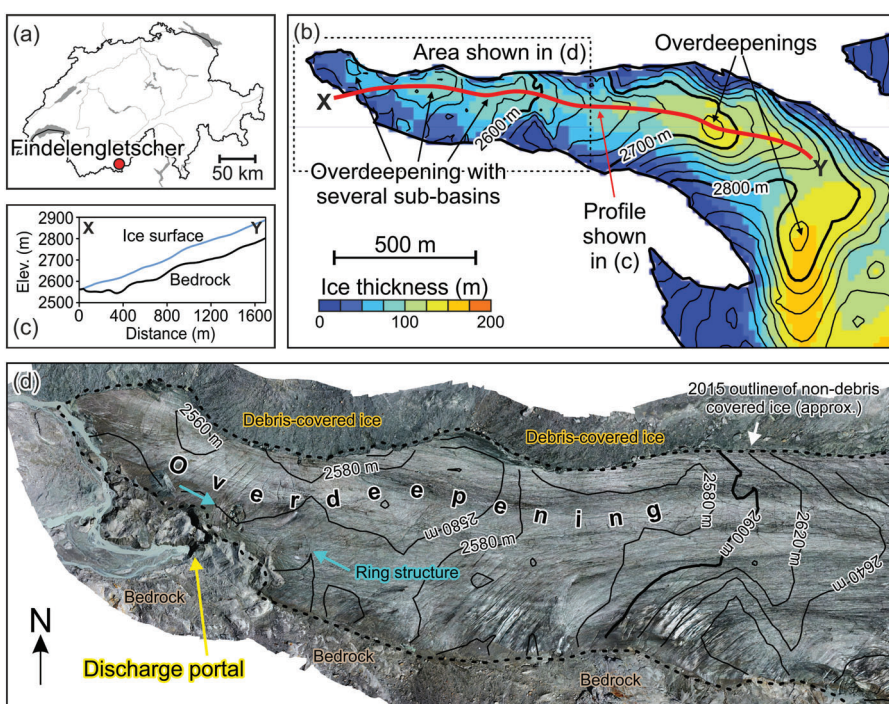 (a)
Findelengletscher
50 km
(b)
Area shown in (d)
Overdeepenings
X
2600 m
2700 m
Y
2800 m
Overdeepening with
several sub-basins
Profile
shown
in (c)
500 m
Ice thickness (m)
0 100 200
2900
2800
2700
2600
2500
Elev. (m)
X
Y
Ice surface
Bedrock
0 400 800 1200 1600
Distance (m)
(c)
(d)
2015 outline of non-debris
covered ice (approx.)
Debris-covered ice
Debris-covered ice
2560 m
2580 m
2580 m
2580 m
2580 m
2600 m
2620 m
2640 m
Overdeepening
Ring structure
Bedrock
Bedrock
Bedrock
N
Discharge portal